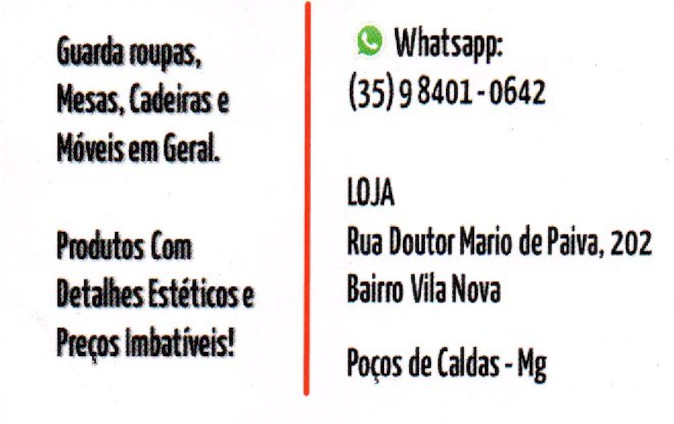 Guarda roupas,
Mesas, Cadeiras e
Móveis em Geral.
Produtos Com
Detalhes Estéticos e
Preços Imbatíveis!
Whatsapp:
(35) 9 8401-0642
LOJA
Rua Doutor Mario de Paiva, 202
Bairro Vila Nova
Poços de Caldas - Mg